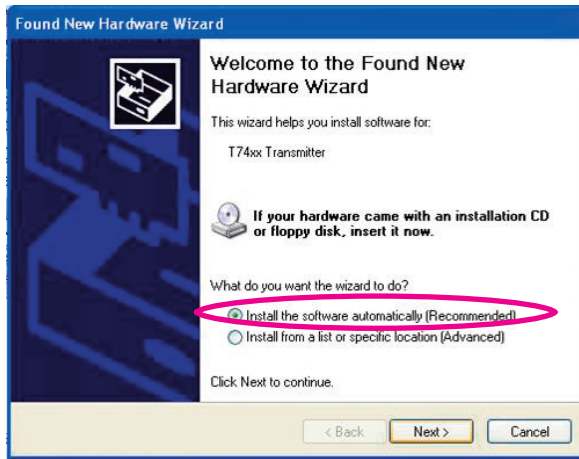 Found New Hardware Wizard
Welcome to the Found New
Hardware Wizard
This wizard helps you install software for:
T74xx Transmitter
If your hardware came with an installation CD
or floppy disk, insert it now.
What do you want the wizard to do?
Install the software automatically (Recommended)
Install from a list or specific location (Advanced)
Click Next to continue.
< Back
Next >
Cancel